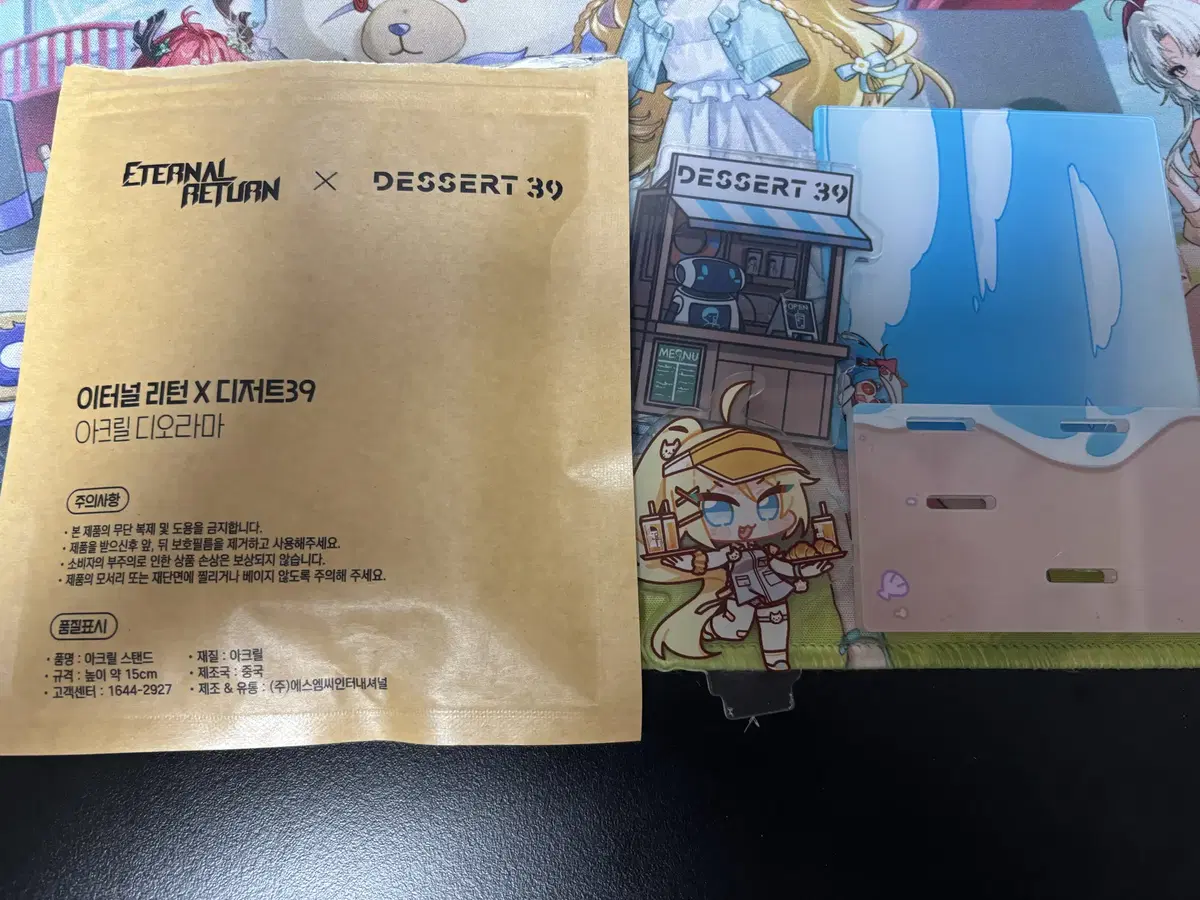 ETERNAL RETURN × DESSERT 39
이터널 리턴 X 디저트39
아크릴 디오라마
주의사항
· 본 제품의 무단 복제 및 도용을 금지합니다.
· 제품을 받으신후 앞, 뒤 보호필름을 제거하고 사용해주세요.
· 소비자의 부주의로 인한 상품 손상은 보상되지 않습니다.
· 제품의 모서리 또는 재단면에 찔리거나 베이지 않도록 주의해 주세요.
품질표시
· 품명 : 아크릴 스탠드
· 규격 : 높이 약 15cm
· 고객센터 : 1644-2927
· 재질 : 아크릴
· 제조국 : 중국
· 제조 & 유통 : (주)에스엠씨인터내셔널
DESSERT 39
OPEN
MENU